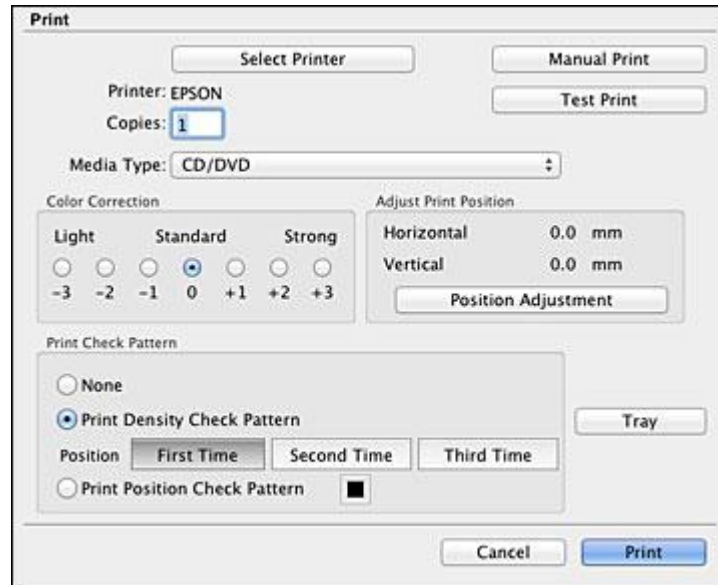 Print
Select Printer
Manual Print
Printer: EPSON
Test Print
Copies: 1
Media Type: CD/DVD
Color Correction
Adjust Print Position
Light Standard Strong
Horizontal 0.0 mm
Vertical 0.0 mm
-3 -2 -1 0 +1 +2 +3
Position Adjustment
Print Check Pattern
None
Print Density Check Pattern
Tray
Position First Time Second Time Third Time
Print Position Check Pattern
Cancel Print